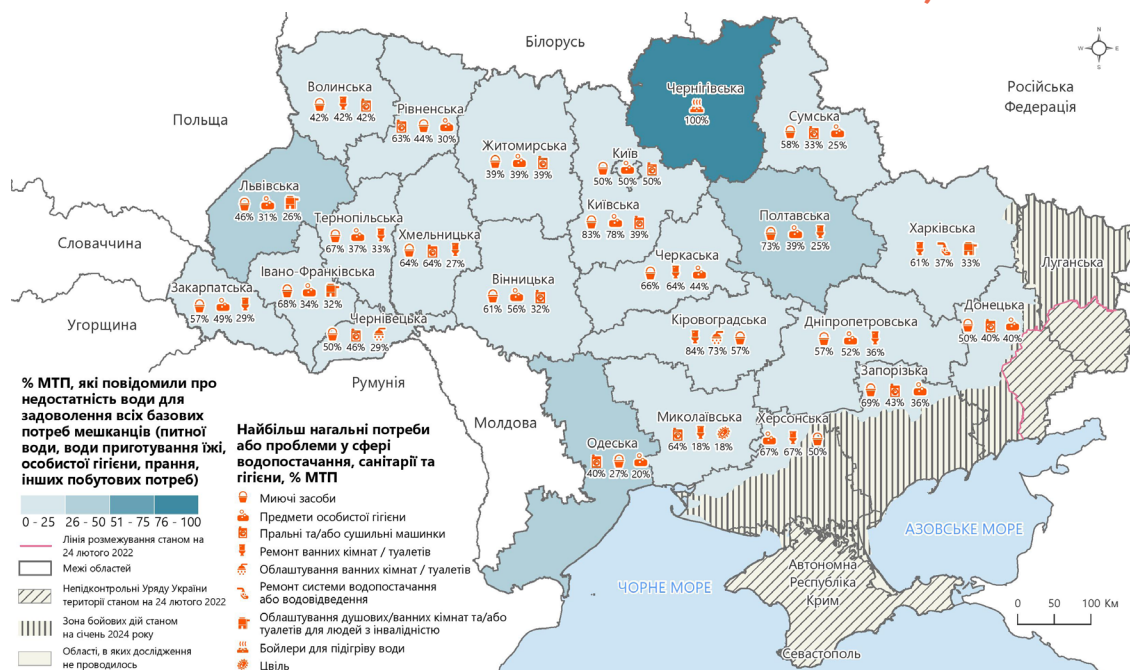 Білорусь
Російська
Федерація
Польща
Словаччина
Угорщина
Румунія
Молдова
Волинська
42% 42% 42%
Рівненська
63% 44% 30%
Житомирська
39% 39% 39%
Київ
50% 50% 50%
Київська
83% 78% 39%
Чернігівська
100%
Сумська
58% 33% 25%
Львівська
46% 31% 26%
Тернопільська
67% 37% 33%
Хмельницька
64% 64% 27%
Полтавська
73% 39% 25%
Харківська
61% 37% 33%
Луганська
Закарпатська
57% 49% 29%
Івано-Франківська
68% 34% 32%
Чернівецька
50% 46% 29%
Вінницька
61% 56% 32%
Черкаська
66% 64% 44%
Кіровоградська
84% 73% 57%
Дніпропетровська
57% 52% 36%
Донецька
50% 40% 40%
Запорізька
69% 43% 36%
Одеська
40% 27% 20%
Миколаївська
64% 18% 18%
Херсонська
67% 67% 50%
АЗОВСЬКЕ МОРЕ
ЧОРНЕ МОРЕ
Автономна
Республіка
Крим
Севастополь
N
W E
S
0 50 100 Км
% МТП, які повідомили про
недостатність води для
задоволення всіх базових
потреб мешканців (питної
води, води приготування їжі,
особистої гігієни, прання,
інших побутових потреб)
0 - 25 26 - 50 51 - 75 76 - 100
Лінія розмежування станом на
24 лютого 2022
Межі областей
Непідконтрольні Уряду України
території станом на 24 лютого 2022
Зона бойових дій станом
на січень 2024 року
Області, в яких дослідження
не проводилось
Найбільш нагальні потреби
або проблеми у сфері
водопостачання, санітарії та
гігієни, % МТП
Миючі засоби
Предмети особистої гігієни
Пральні та/або сушильні машинки
Ремонт ванних кімнат / туалетів
Облаштування ванних кімнат / туалетів
Ремонт системи водопостачання
або водовідведення
Облаштування душових/ванних кімнат та/або
туалетів для людей з інвалідністю
Бойлери для підігріву води
Цвіль